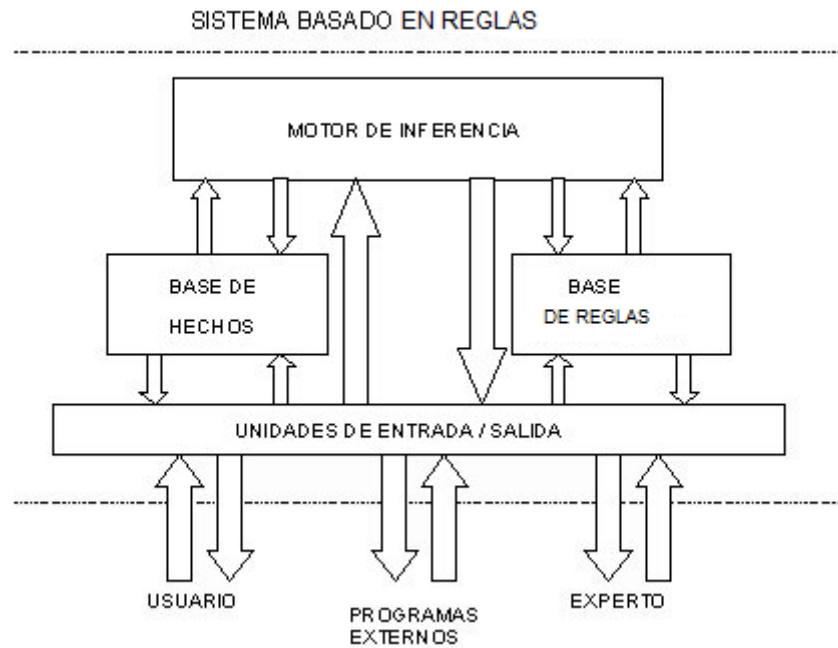 SISTEMA BASADO EN REGLAS
MOTOR DE INFERENCIA
BASE DE
HECHOS
BASE
DE REGLAS
UNIDADES DE ENTRADA / SALIDA
USUARIO
PROGRAMAS
EXTERNOS
EXPERTO